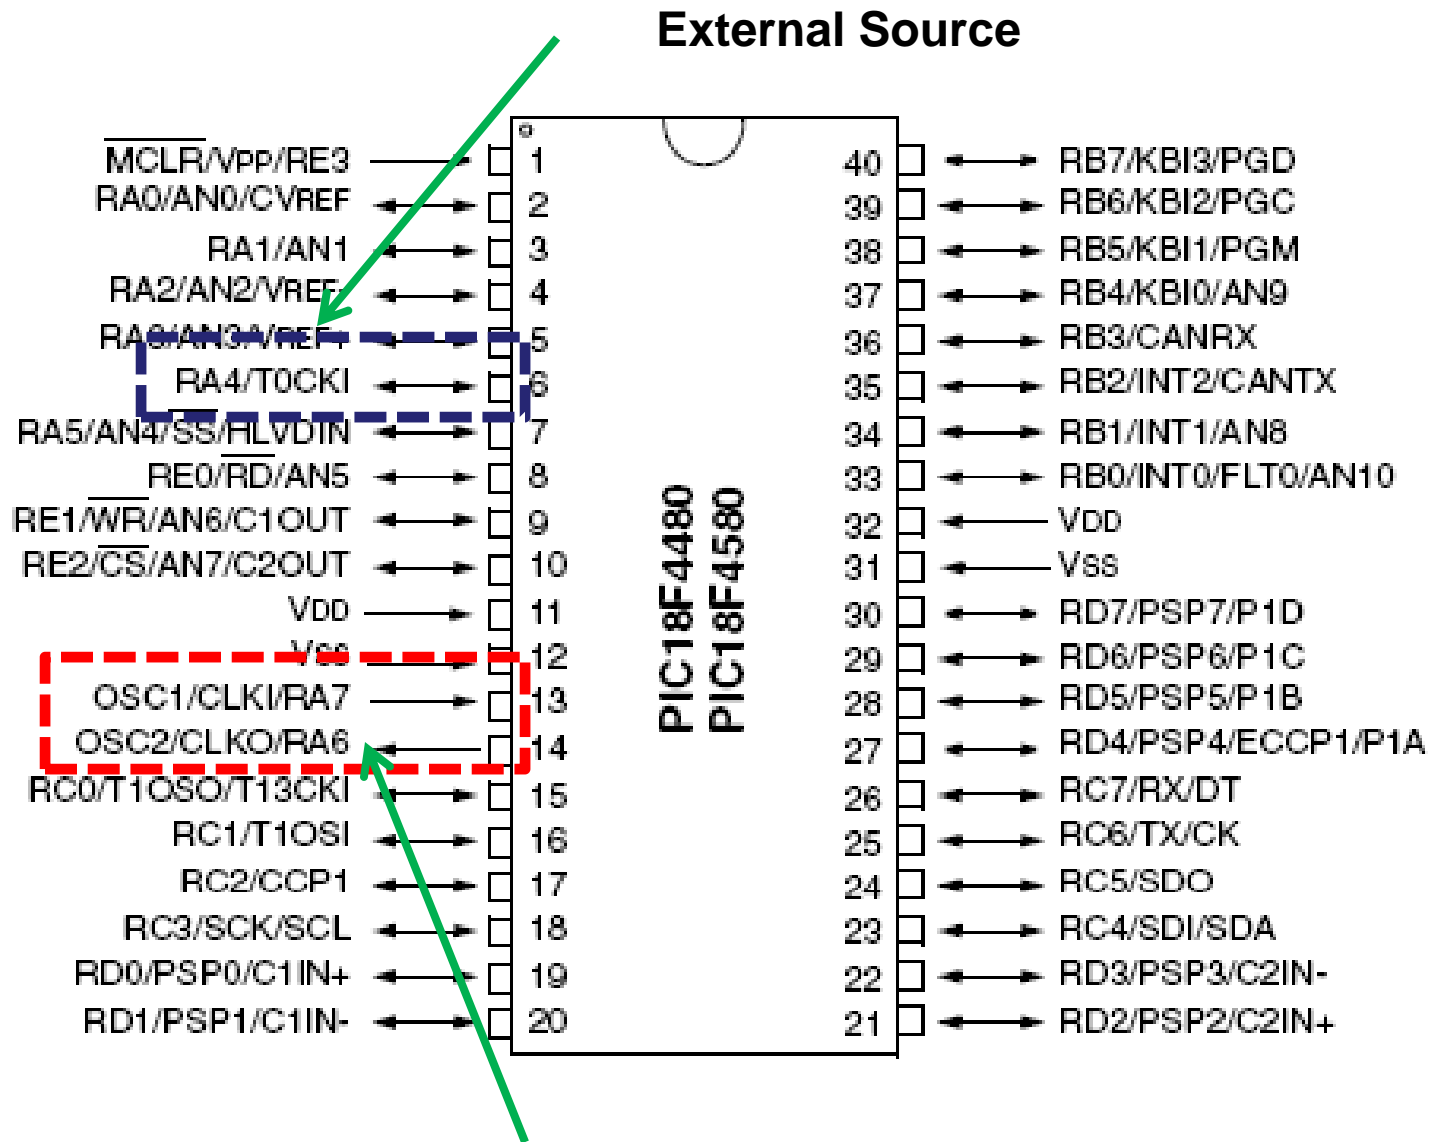 External Source
MCLR/VPP/RE3 1 40 RB7/KBI3/PGD
RA0/AN0/CVREF 2 39 RB6/KBI2/PGC
RA1/AN1 3 38 RB5/KBI1/PGM
RA2/AN2/VREF- 4 37 RB4/KBI0/AN9
RA3/AN3/VREF+ 5 36 RB3/CANRX
RA4/T0CKI 6 35 RB2/INT2/CANTX
RA5/AN4/SS/HLVDIN 7 34 RB1/INT1/AN8
RE0/RD/AN5 8 33 RB0/INT0/FLT0/AN10
RE1/WR/AN6/C1OUT 9 32 VDD
RE2/CS/AN7/C2OUT 10 31 VSS
VDD 11 30 RD7/PSP7/P1D
VSS 12 29 RD6/PSP6/P1C
OSC1/CLKI/RA7 13 28 RD5/PSP5/P1B
OSC2/CLKO/RA6 14 27 RD4/PSP4/ECCP1/P1A
RC0/T1OSO/T13CKI 15 26 RC7/RX/DT
RC1/T1OSI 16 25 RC6/TX/CK
RC2/CCP1 17 24 RC5/SDO
RC3/SCK/SCL 18 23 RC4/SDI/SDA
RD0/PSP0/C1IN+ 19 22 RD3/PSP3/C2IN-
RD1/PSP1/C1IN- 20 21 RD2/PSP2/C2IN+
PIC18F4480
PIC18F4580